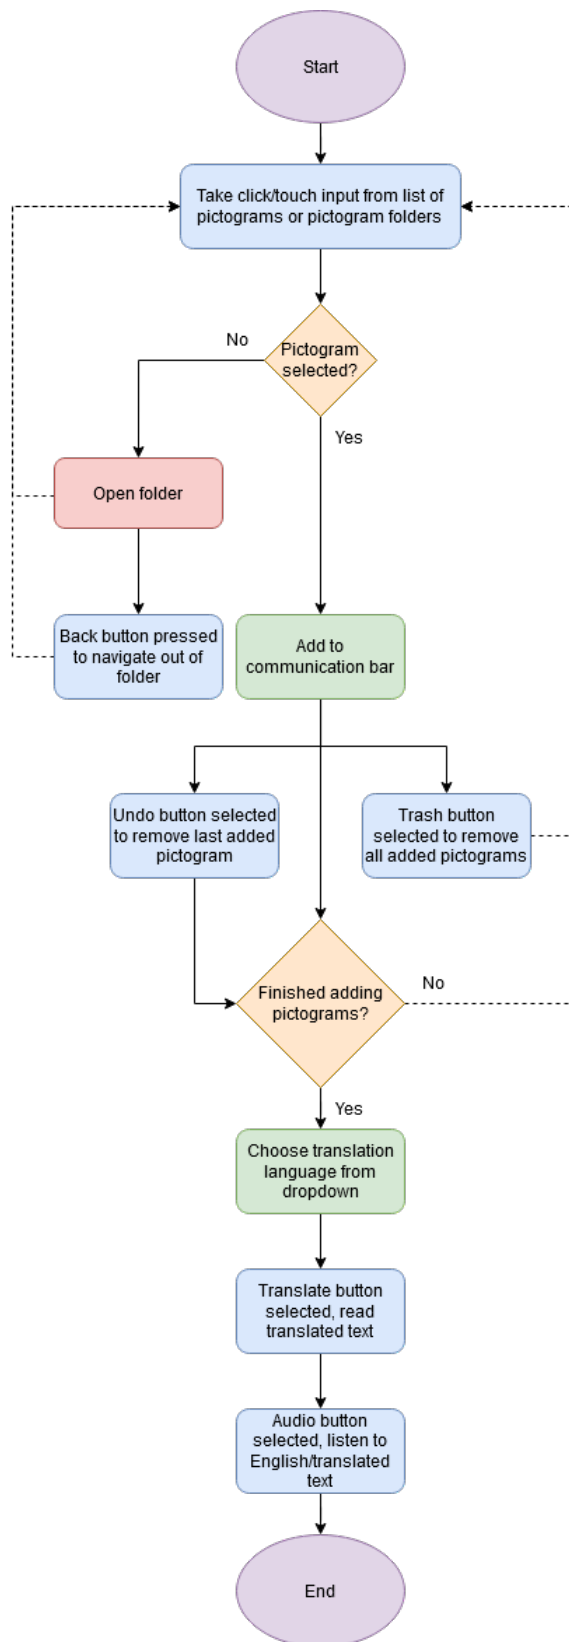 Start
Take click/touch input from list of
pictograms or pictogram folders
Pictogram
selected?
No
Yes
Open folder
Back button pressed
to navigate out of
folder
Add to
communication bar
Undo button selected
to remove last added
pictogram
Trash button
selected to remove
all added pictograms
Finished adding
pictograms?
No
Yes
Choose translation
language from
dropdown
Translate button
selected, read
translated text
Audio button
selected, listen to
English/translated
text
End